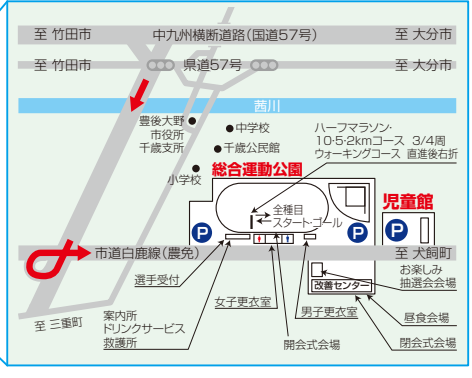 至 竹田市
中九州横断道路(国道57号)
至 大分市
至 竹田市
県道57号
至 大分市
茜川
豊後大野
市役所
千歳支所
中学校
千歳公民館
小学校
ハーフマラソン・
10・5・2kmコース 3/4周
ウォーキングコース 直進後右折
総合運動公園
全種目
スタート・ゴール
児童館
P
P
P
市道白鹿線(農免)
至 犬飼町
選手受付
女子更衣室
男子更衣室
改善センター
お楽しみ
抽選会会場
案内所
ドリンクサービス
救護所
開会式会場
昼食会場
閉会式会場
至 三重町